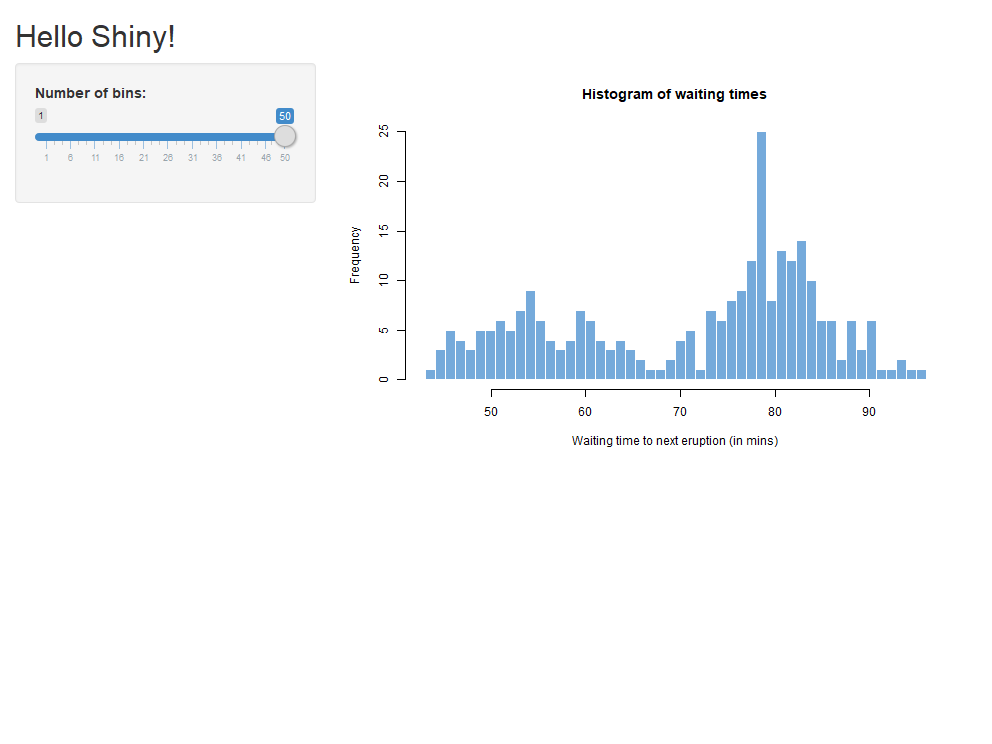 Hello Shiny!
Number of bins:
1 50
1 6 11 16 21 26 31 36 41 46 50
Histogram of waiting times
25
20
15
10
5
0
Frequency
50 60 70 80 90
Waiting time to next eruption (in mins)